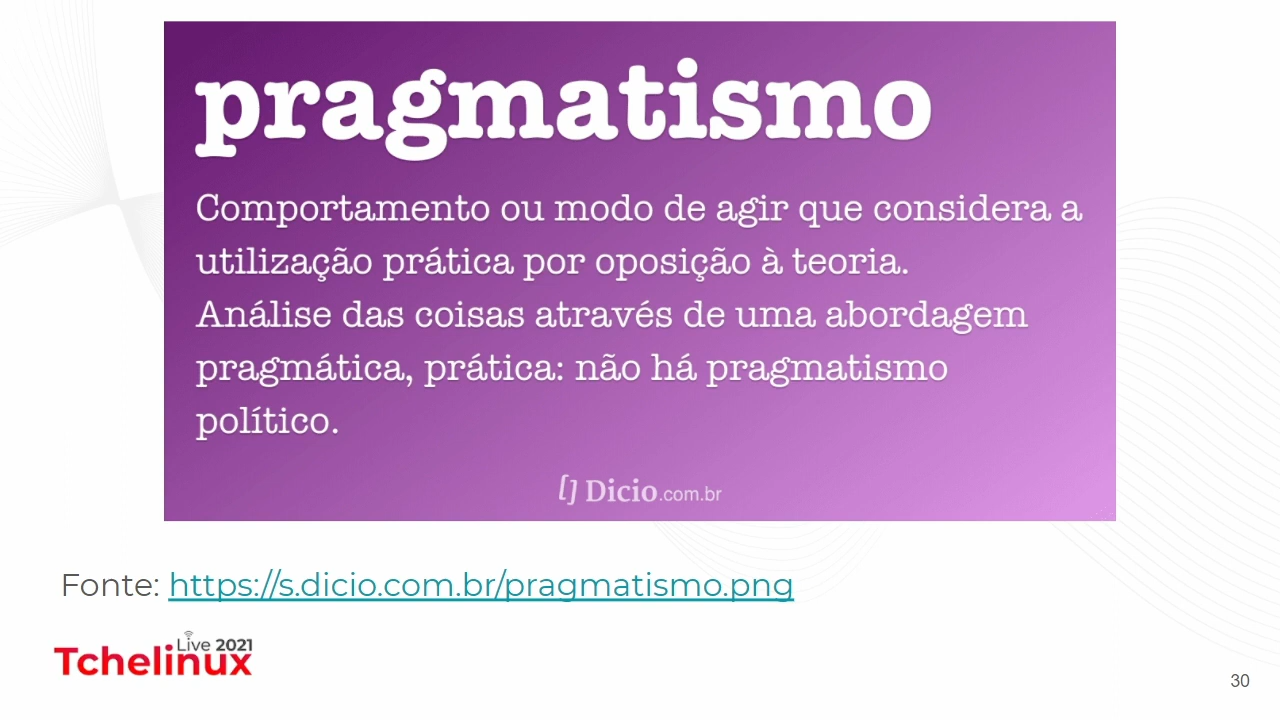 pragmatismo
Comportamento ou modo de agir que considera a
utilização prática por oposição à teoria.
Análise das coisas através de uma abordagem
pragmática, prática: não há pragmatismo
político.
[] Dicio.com.br
Fonte: https://s.dicio.com.br/pragmatismo.png
Live 2021
Tchelinux
30